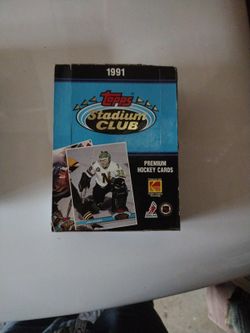 1991
Topps
Stadium
CLUB
PREMIUM
HOCKEY CARDS